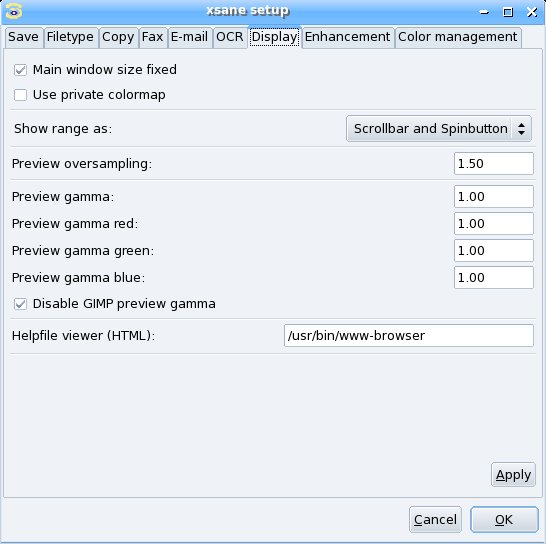 xsane setup
Save Filetype Copy Fax E-mail OCR Display Enhancement Color management
Main window size fixed
Use private colormap
Show range as: Scrollbar and Spinbutton
Preview oversampling: 1.50
Preview gamma: 1.00
Preview gamma red: 1.00
Preview gamma green: 1.00
Preview gamma blue: 1.00
Disable GIMP preview gamma
Helpfile viewer (HTML): /usr/bin/www-browser
Apply
Cancel OK